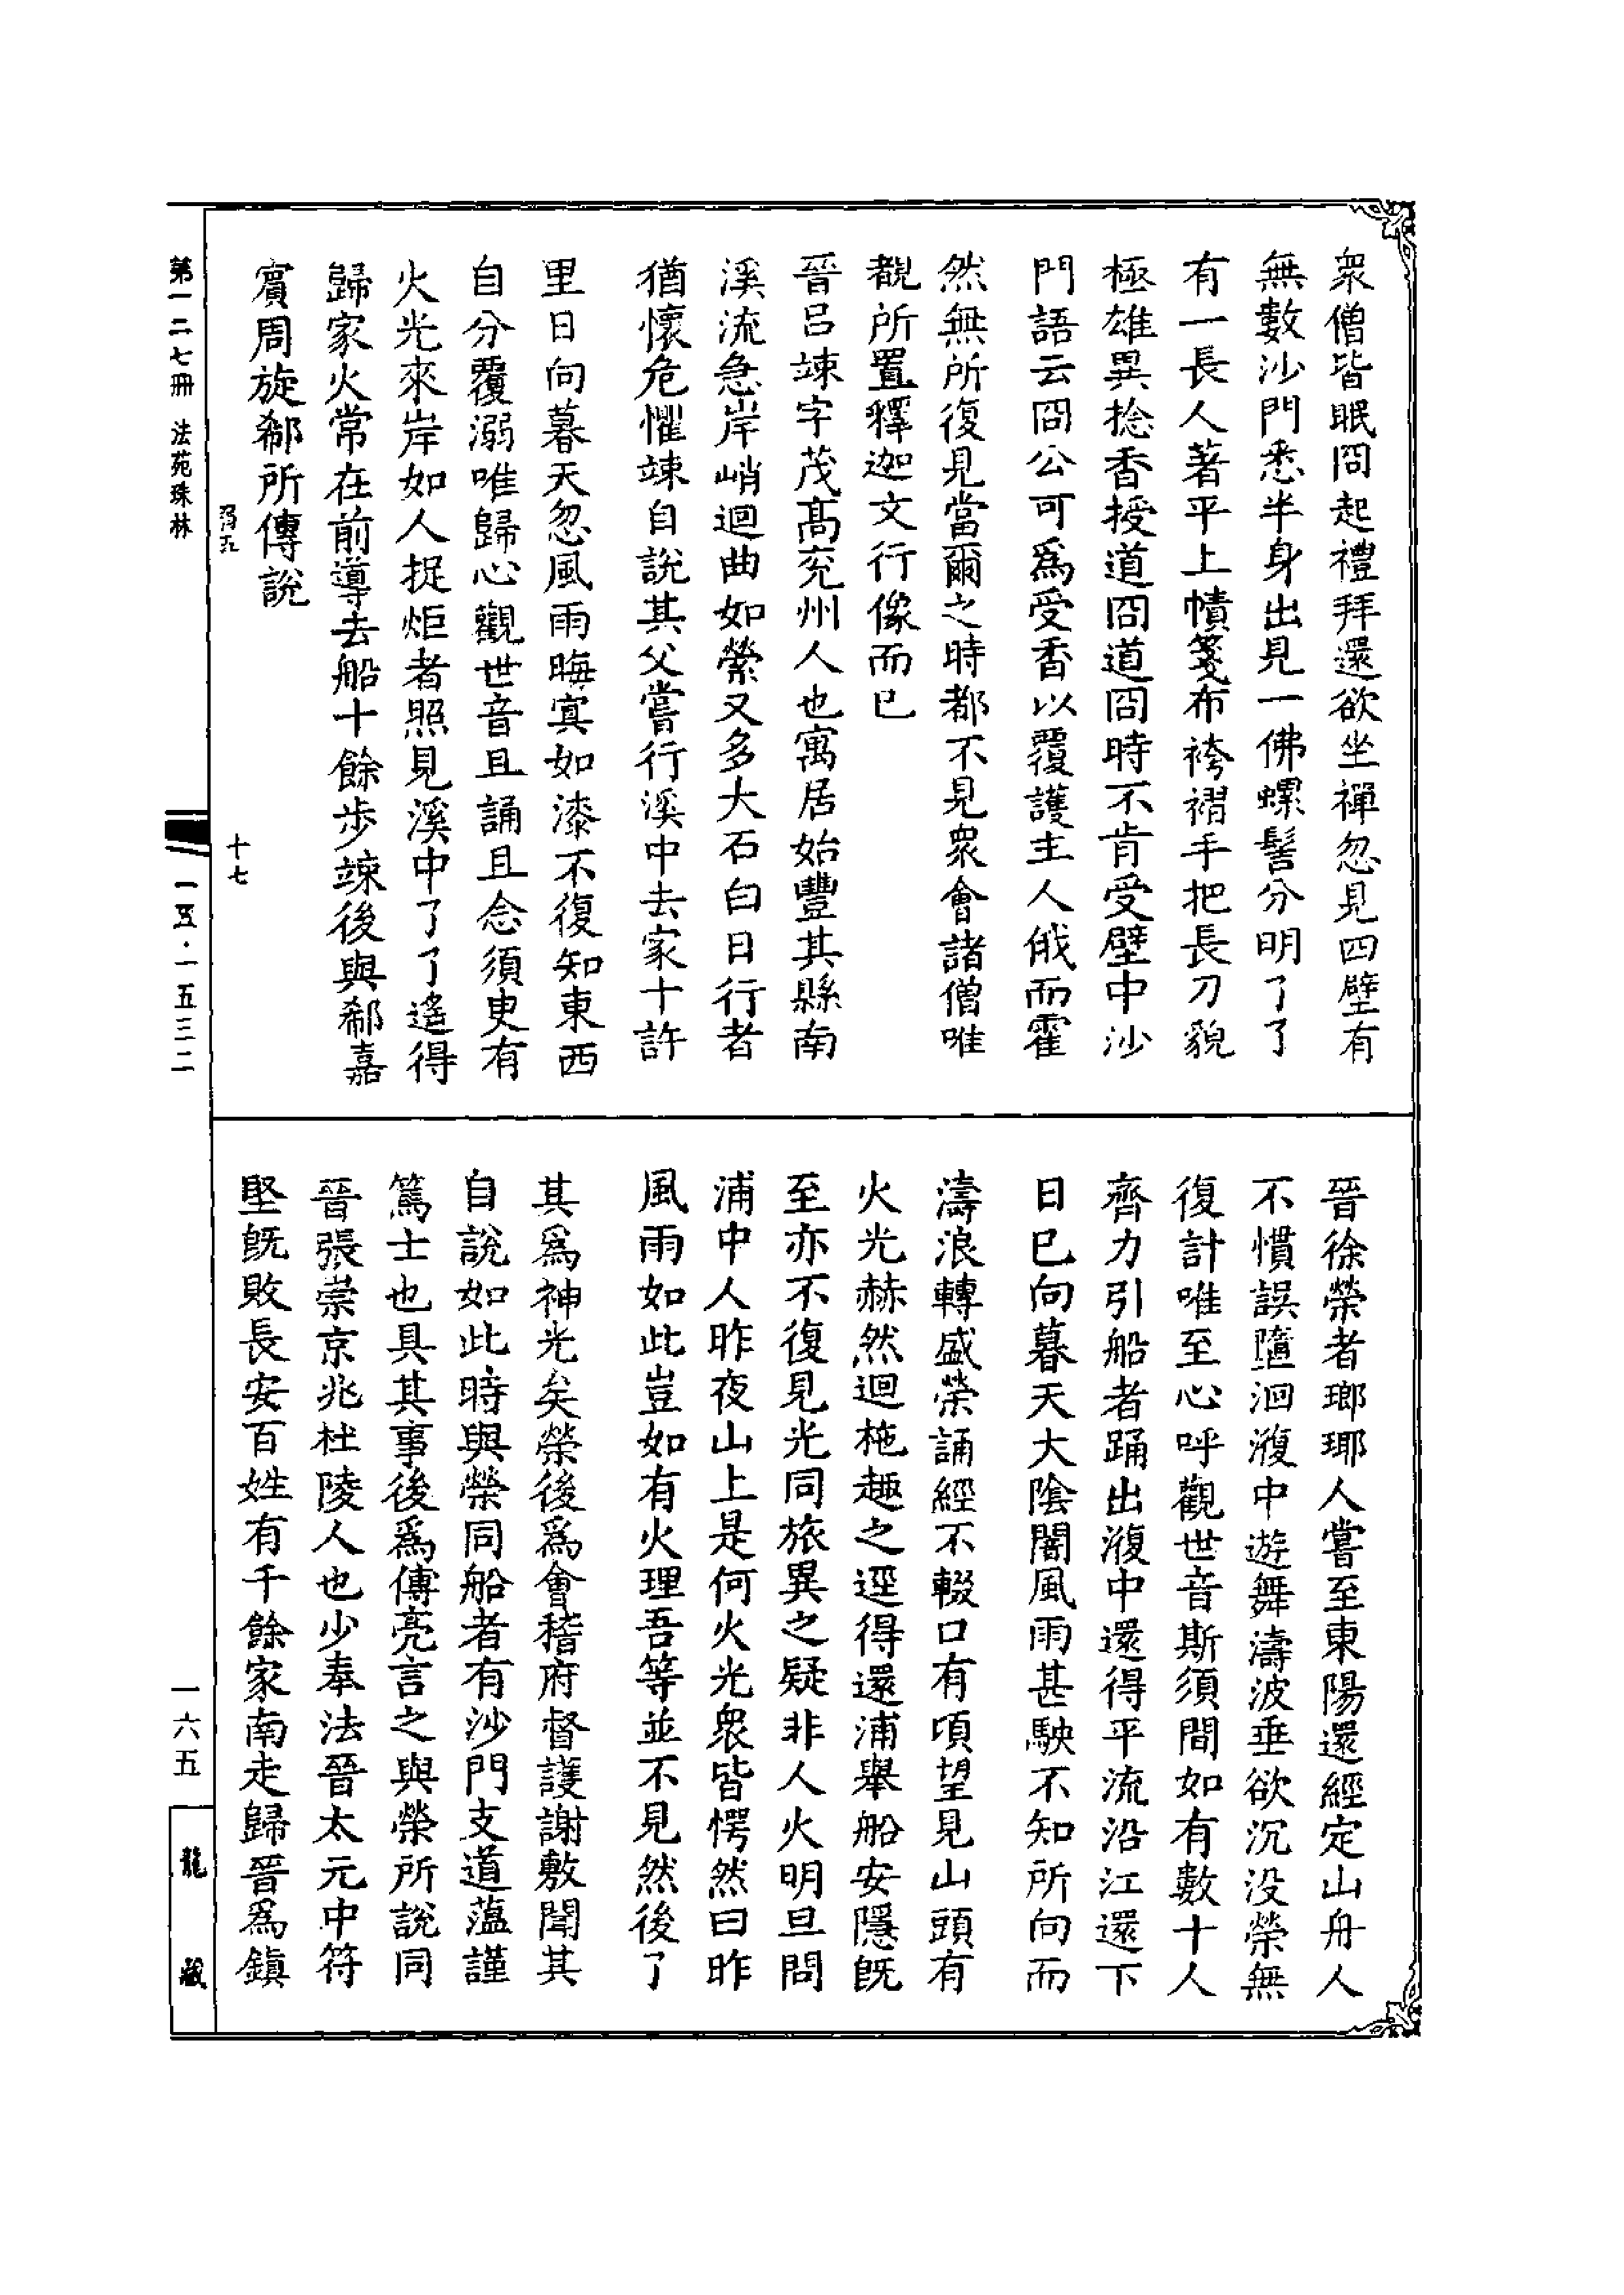 衆僧皆眠冏起禮拜還欲坐禪忽見四壁有
無數沙門悉半身出見一佛螺髻分明了了
有一長人著平上幘箋布袴褶手把長刀貌
極雄異捻香授道冏道冏時不肯受壁中沙
門語云冏公可爲受香以覆護主人俄而霍
然無所復見當爾之時都不見衆會諸僧唯
覩所置釋迦文行像而已
晉呂竦字茂高兖州人也寓居始豐其縣南
溪流急岸峭迴曲如縈又多大石白日行者
猶懷危懼竦自說其父嘗行溪中去家十許
里日向暮天忽風雨晦寘如漆不復知東西
自分覆溺唯歸心觀世音且誦且念須臾有
火光來岸如人捉炬者照見溪中了了遙得
歸家火常在前導去船十餘步竦後與郗嘉
賓周旋郗所傳說
晉徐榮者瑯瑘人嘗至東陽還經定山舟人
不慣誤墮洄澓中遊舞濤波垂欲沉没榮無
復計唯至心呼觀世音斯須間如有數十人
齊力引船者踊出澓中還得平流沿江還下
日已向暮天大陰闇風雨甚駛不知所向而
濤浪轉盛榮誦經不輟口有頃望見山頭有
火光赫然迴柂趣之逕得還浦舉船安隱旣
至亦不復見光同旅異之疑非人火明旦問
浦中人昨夜山上是何火光衆皆愕然曰昨
風雨如此豈如有火理吾等並不見然後了
其爲神光矣榮後爲會稽府督護謝敷聞其
自說如此時與榮同船者有沙門支道蘊謹
篤士也具其事後爲傅亮言之與榮所說同
晉張崇京兆杜陵人也少奉法晉太元中符
堅旣敗長安百姓有千餘家南走歸晉爲鎮
十七
第一二七冊 法苑珠林
一五·一五三二
一六五
龍藏